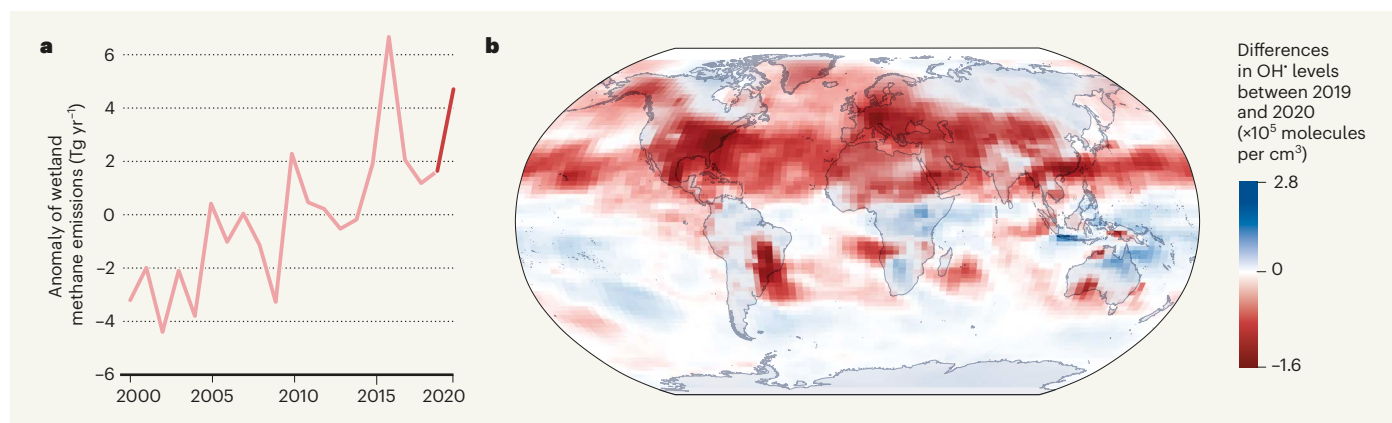 a
6
4
2
0
–2
–4
–6
Anomaly of wetland
methane emissions (Tg yr⁻¹)
2000
2005
2010
2015
2020
b
Differences
in OH• levels
between 2019
and 2020
(×10⁵ molecules
per cm³)
2.8
0
–1.6